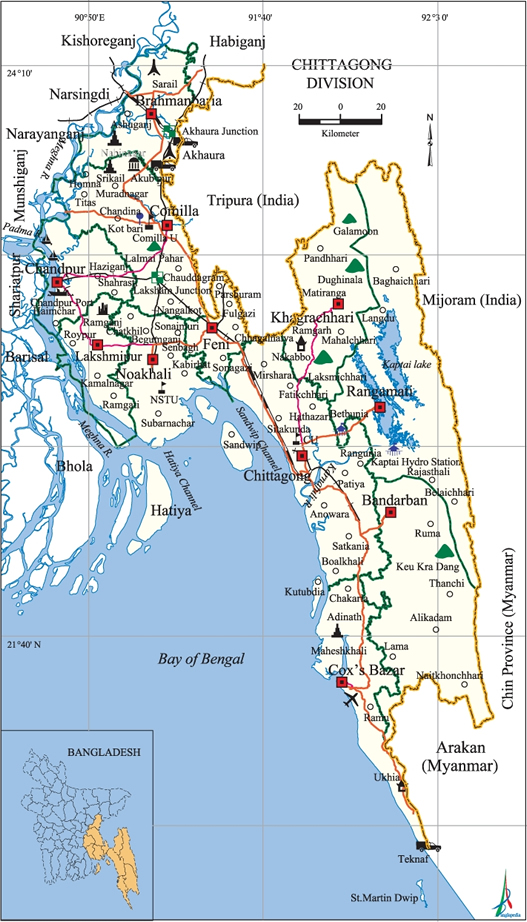 90°50'E
91°40'
92°3.5'
Kishoreganj
Habiganj
24°10'
CHITTAGONG
DIVISION
Sarail
20 0 20
Kilometer
N
Narsingdi
Brahmanbaria
Ashuganj
Akhaura Junction
Narayanganj
Akhaura
Meghna R.
Srikail
Akubpur
Munshiganj
Homna
Muradnagar
Titas
Tripura (India)
Chandina
Comilla
Kot bari
Comilla U
Padma
Galamoon
Lalmai Pahar
Pandhhari
Shariatpur
Chandpur
Haziganj
Chauddagram
Dughinala
Baghaichhari
Shahrasti
Laksham Junction
Parshuram
Matiranga
Mijoram (India)
Chandpur Port
Haimchar
Nangalkot
Fulgazi
Khagrachhari
Langdu
Ramganj
Sonapuri
Chatkhil
Ramgarh
Roypur
Begumganj
Feni
Chhagalnaiya
Mahalchhari
Barisal
Senbagh
Nakabbo
Kaptai lake
Lakshmipur
Noakhali
Kabirhat
Sonagazi
Mirsharai
Laksmichhari
Kamalnagar
Fatikchhari
Rangamati
NSTU
Ramgati
Hathazari
Bethunia
Subarnachar
Sandwip Channel
Sitakunda
Meghna R.
Sandwip
CU
Rangunia
Kaptai Hydro Station
Bhola
Hatiya Channel
Chittagong
Rajasthali
Karnafuli R.
Patiya
Belaichhari
Bandarban
Hatiya
Anowara
Ruma
Satkania
Boalkhali
Keu Kra Dang
Thanchi
Kutubdia
Chakaria
Chin Province (Myanmar)
Adinath
Alikadam
21°40' N
Maheshkhali
Lama
Bay of Bengal
Cox's Bazar
Naitkhonchhari
Ramu
BANGLADESH
Arakan
(Myanmar)
Ukhia
Teknaf
St.Martin Dwip
Banglapedia